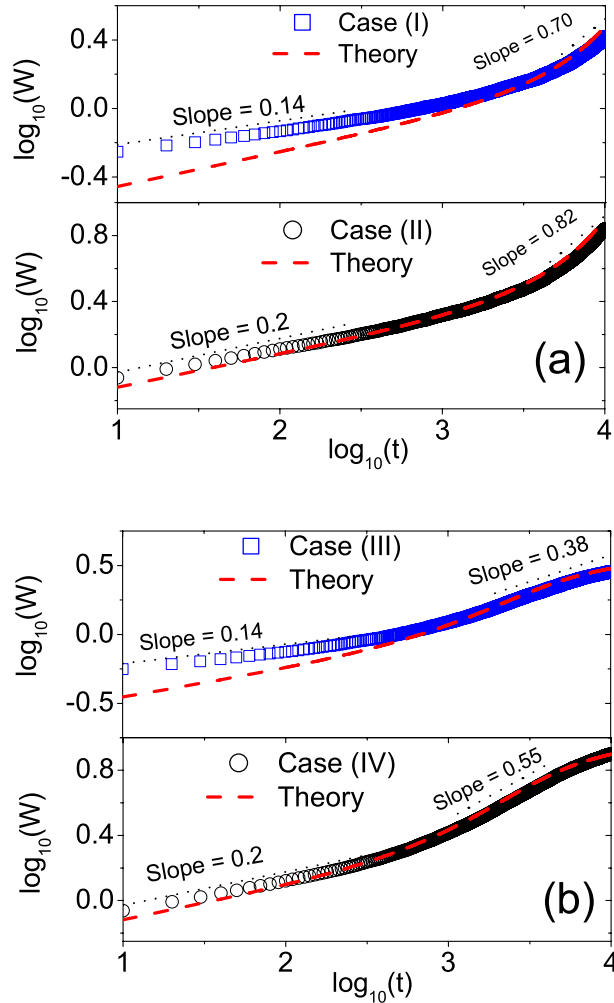 Case (I)
Theory
Slope = 0.14
Slope = 0.70
log10(W)
0.4
0.0
-0.4
Case (II)
Theory
Slope = 0.2
Slope = 0.82
log10(W)
0.8
0.4
0.0
(a)
1 2 3 4
log10(t)
Case (III)
Theory
Slope = 0.14
Slope = 0.38
log10(W)
0.5
0.0
-0.5
Case (IV)
Theory
Slope = 0.2
Slope = 0.55
log10(W)
0.8
0.4
0.0
(b)
1 2 3 4
log10(t)